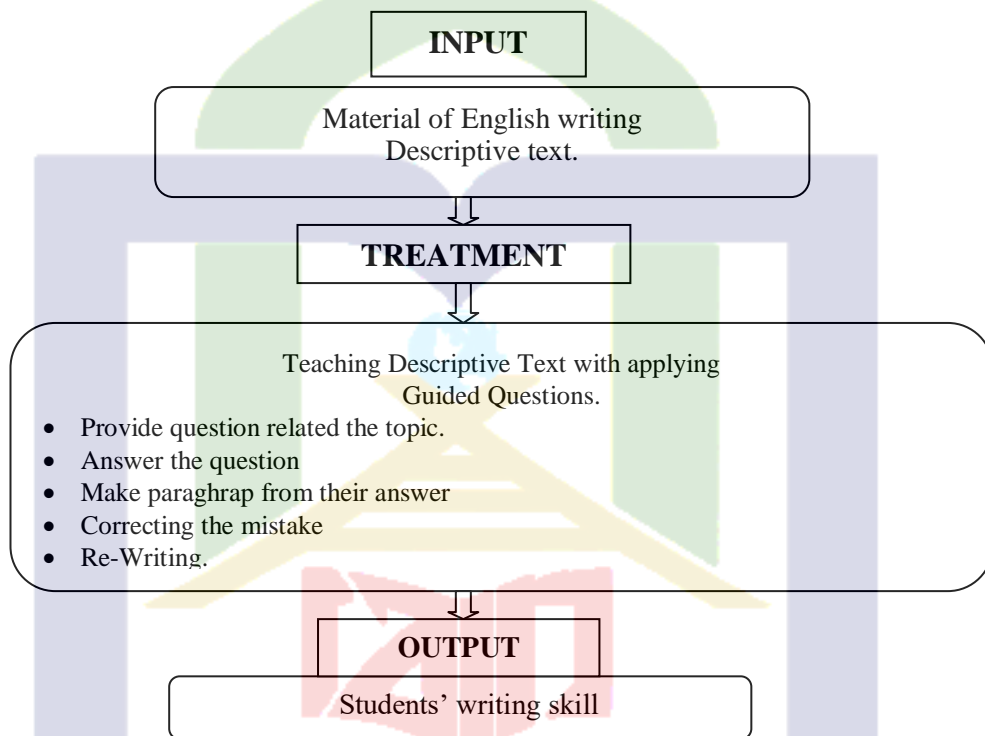 INPUT
Material of English writing
Descriptive text.
TREATMENT
Teaching Descriptive Text with applying
Guided Questions.
• Provide question related the topic.
• Answer the question
• Make paraghrap from their answer
• Correcting the mistake
• Re-Writing.
OUTPUT
Students’ writing skill